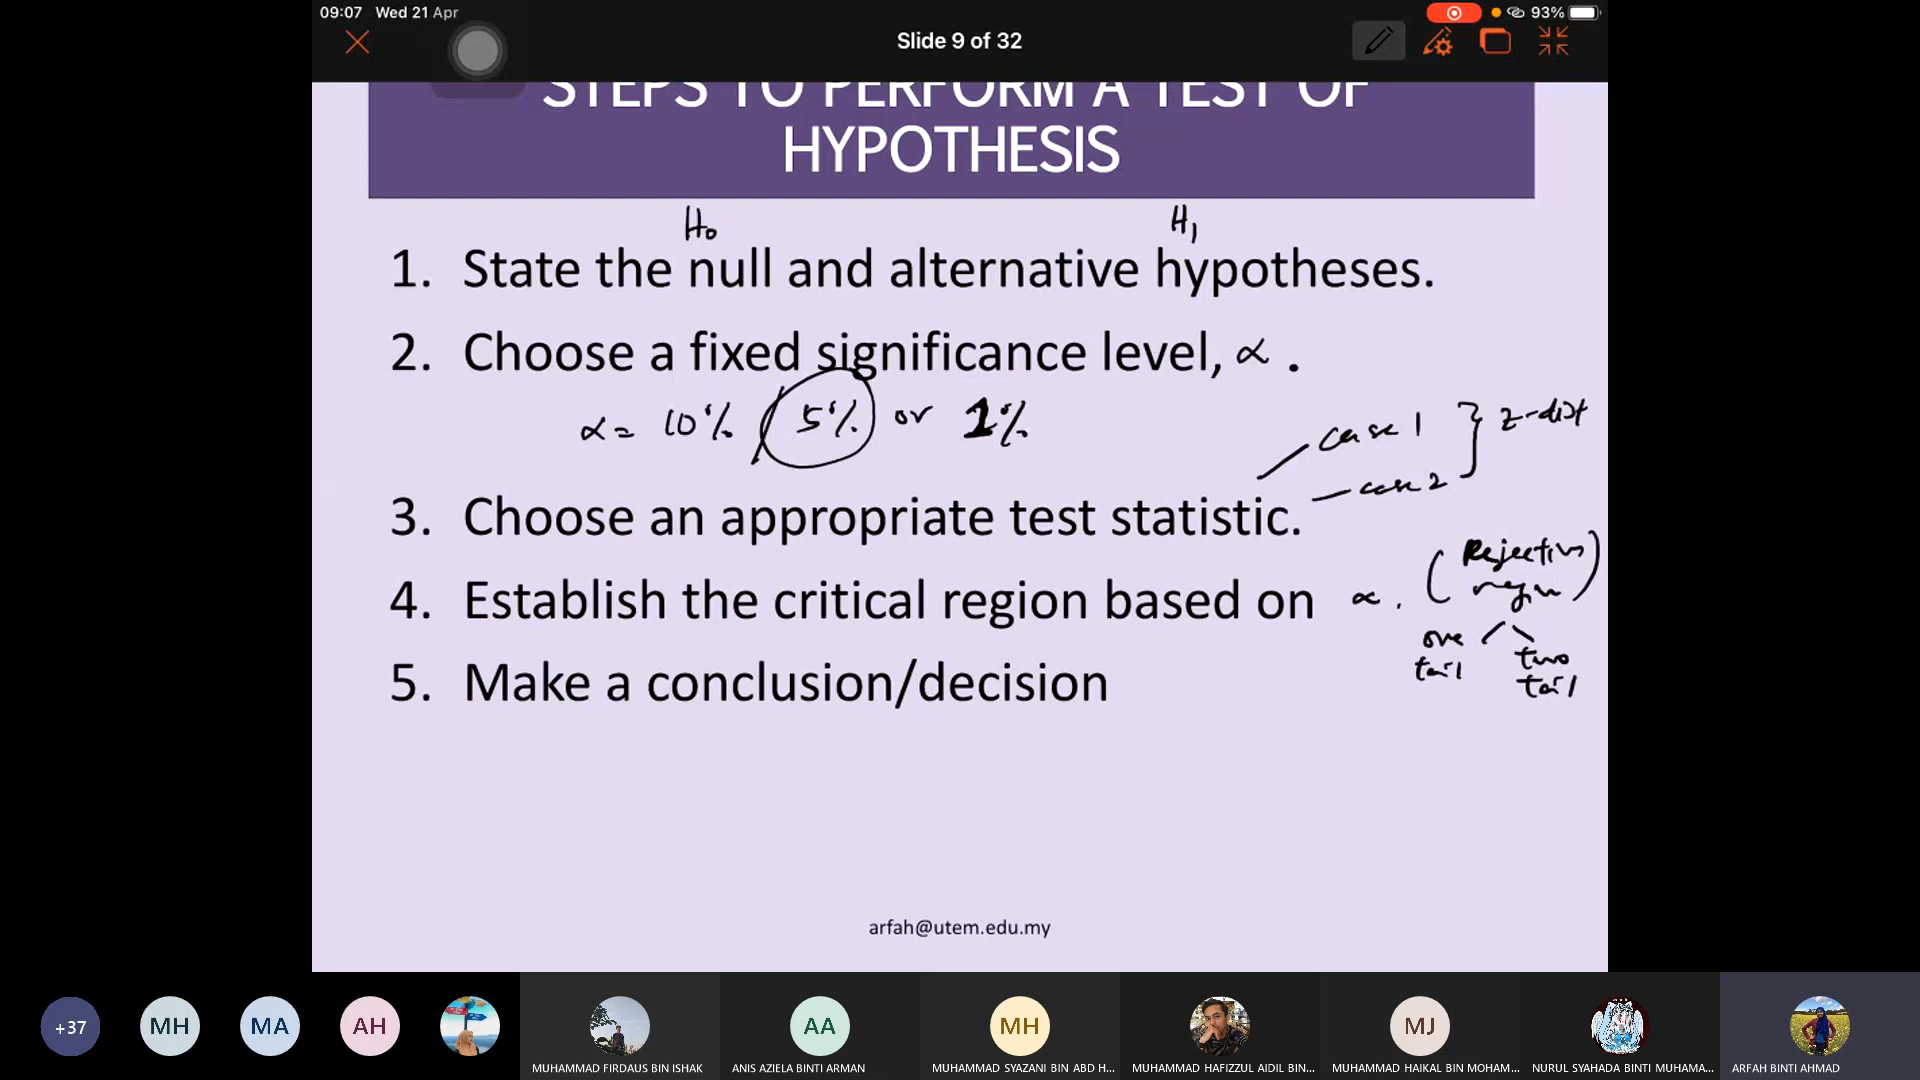 09:07 Wed 21 Apr
93%
Slide 9 of 32
STEPS TO PERFORM A TEST OF
HYPOTHESIS
H₀ H₁
1. State the null and alternative hypotheses.
2. Choose a fixed significance level, ∝ .
α = 10% 5% or 1%
case 1
case 2
z-dist
3. Choose an appropriate test statistic.
(Rejection
region)
4. Establish the critical region based on ∝ .
one
tail
two
tail
5. Make a conclusion/decision
arfah@utem.edu.my
+37 MH MA AH AA MH MJ
MUHAMMAD FIRDAUS BIN ISHAK ANIS AZIELA BINTI ARMAN MUHAMMAD SYAZANI BIN ABD H... MUHAMMAD HAFIZZUL AIDIL BIN... MUHAMMAD HAIKAL BIN MOHAM... NURUL SYAHADA BINTI MUHAMA... ARFAH BINTI AHMAD